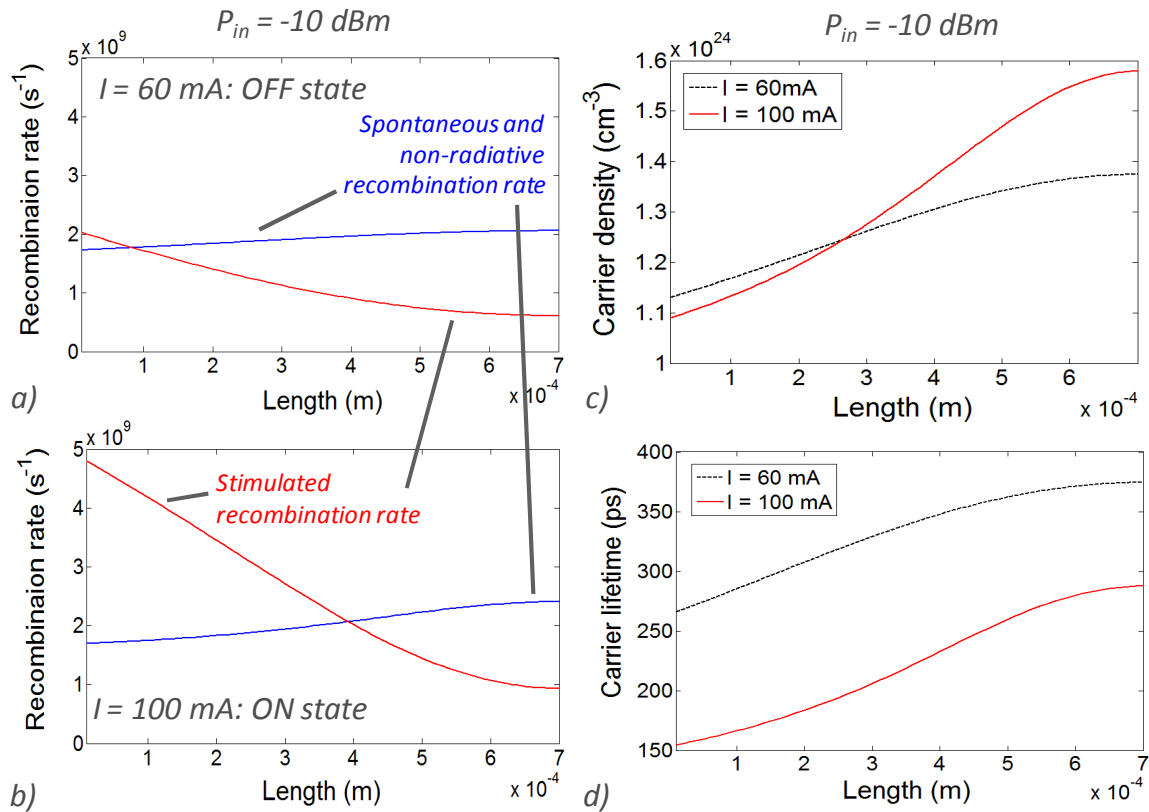 P_in = -10 dBm
× 10^9
I = 60 mA: OFF state
Spontaneous and
non-radiative
recombination rate
Recombinaion rate (s^-1)
5
4
3
2
1
0
1 2 3 4 5 6 7
× 10^-4
Length (m)
a)
× 10^9
Stimulated
recombination rate
Recombinaion rate (s^-1)
5
4
3
2
1
0
I = 100 mA: ON state
1 2 3 4 5 6 7
× 10^-4
Length (m)
b)
P_in = -10 dBm
× 10^24
I = 60mA
I = 100 mA
Carrier density (cm^-3)
1.6
1.5
1.4
1.3
1.2
1.1
1
1 2 3 4 5 6
× 10^-4
Length (m)
c)
I = 60 mA
I = 100 mA
Carrier lifetime (ps)
400
350
300
250
200
150
1 2 3 4 5 6 7
× 10^-4
Length (m)
d)